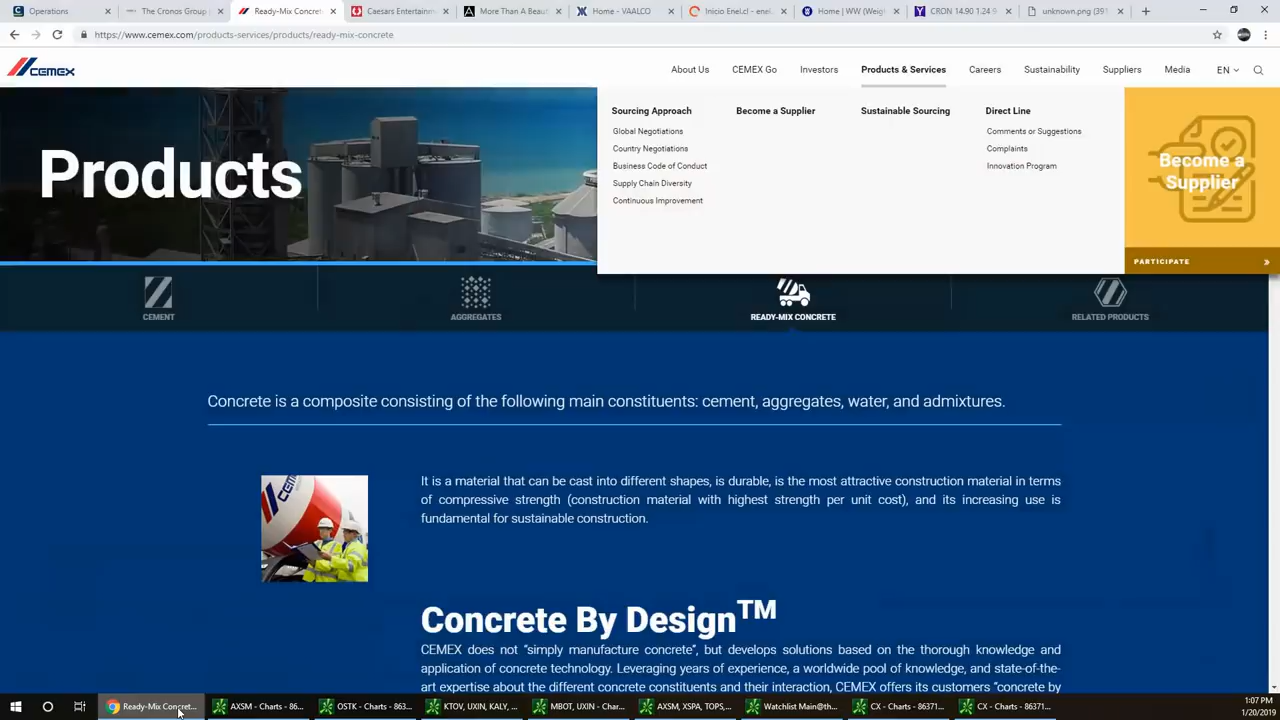 Operations
The Cronos Group |
Ready-Mix Concrete
Caesars Entertainm
More Than A Beau
Home - VAALCO
Inicio Enel.cl - enel
Home | WW (Weig
CRON 14.90 1.24 9
unknown.png (391
https://www.cemex.com/products-services/products/ready-mix-concrete
CEMEX
About Us
CEMEX Go
Investors
Products & Services
Careers
Sustainability
Suppliers
Media
EN
Products
Sourcing Approach
Global Negotiations
Country Negotiations
Business Code of Conduct
Supply Chain Diversity
Continuous Improvement
Become a Supplier
Sustainable Sourcing
Direct Line
Comments or Suggestions
Complaints
Innovation Program
Become a
Supplier
PARTICIPATE
CEMENT
AGGREGATES
READY-MIX CONCRETE
RELATED PRODUCTS
Concrete is a composite consisting of the following main constituents: cement, aggregates, water, and admixtures.
It is a material that can be cast into different shapes, is durable, is the most attractive construction material in terms
of compressive strength (construction material with highest strength per unit cost), and its increasing use is
fundamental for sustainable construction.
Concrete By Design™
CEMEX does not “simply manufacture concrete”, but develops solutions based on the thorough knowledge and
application of concrete technology. Leveraging years of experience, a worldwide pool of knowledge, and state-of-the-
art expertise about the different concrete constituents and their interaction, CEMEX offers its customers “concrete by
Ready-Mix Concret...
AXSM - Charts - 86...
OSTK - Charts - 863...
KTOV, UXIN, KALY, ...
MBOT, UXIN - Char...
AXSM, XSPA, TOPS,...
Watchlist Main@th...
CX - Charts - 86371...
CX - Charts - 86371...
1:07 PM
1/20/2019